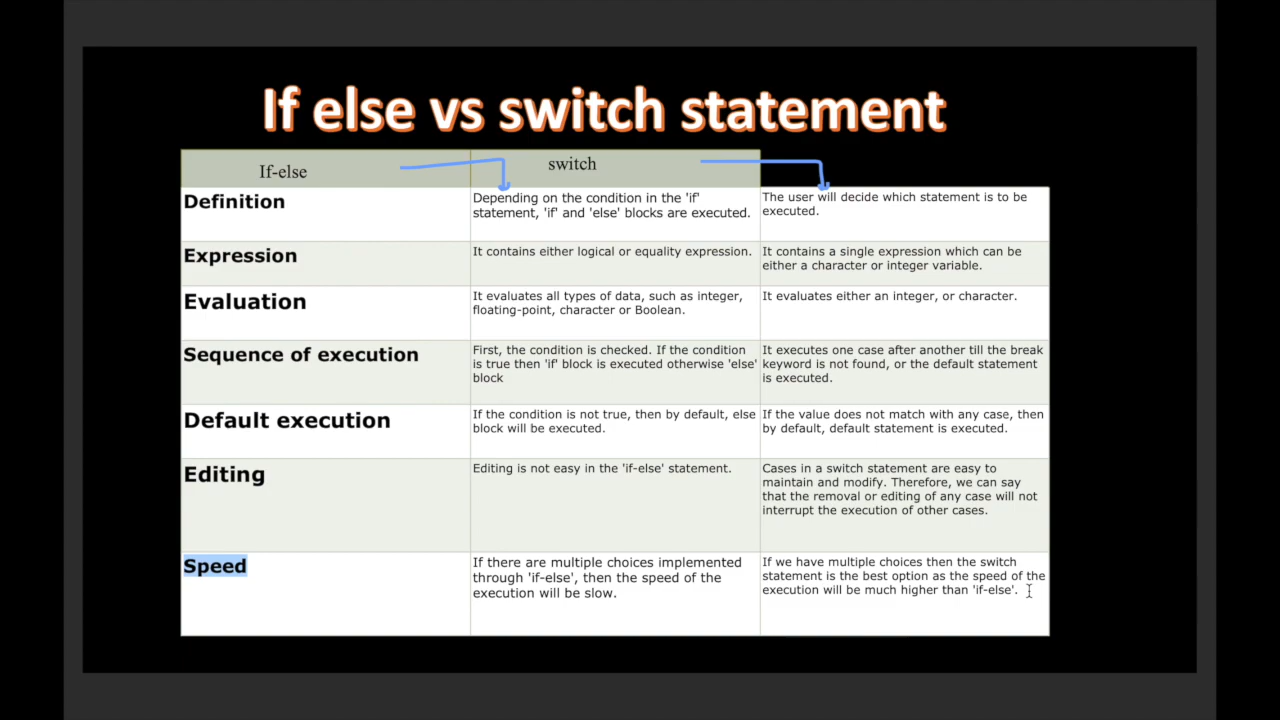 If else vs switch statement
If-else
switch
Definition
Depending on the condition in the 'if'
statement, 'if' and 'else' blocks are executed.
The user will decide which statement is to be
executed.
Expression
It contains either logical or equality expression.
It contains a single expression which can be
either a character or integer variable.
Evaluation
It evaluates all types of data, such as integer,
floating-point, character or Boolean.
It evaluates either an integer, or character.
Sequence of execution
First, the condition is checked. If the condition
is true then 'if' block is executed otherwise 'else'
block
It executes one case after another till the break
keyword is not found, or the default statement
is executed.
Default execution
If the condition is not true, then by default, else
block will be executed.
If the value does not match with any case, then
by default, default statement is executed.
Editing
Editing is not easy in the 'if-else' statement.
Cases in a switch statement are easy to
maintain and modify. Therefore, we can say
that the removal or editing of any case will not
interrupt the execution of other cases.
Speed
If there are multiple choices implemented
through 'if-else', then the speed of the
execution will be slow.
If we have multiple choices then the switch
statement is the best option as the speed of the
execution will be much higher than 'if-else'.